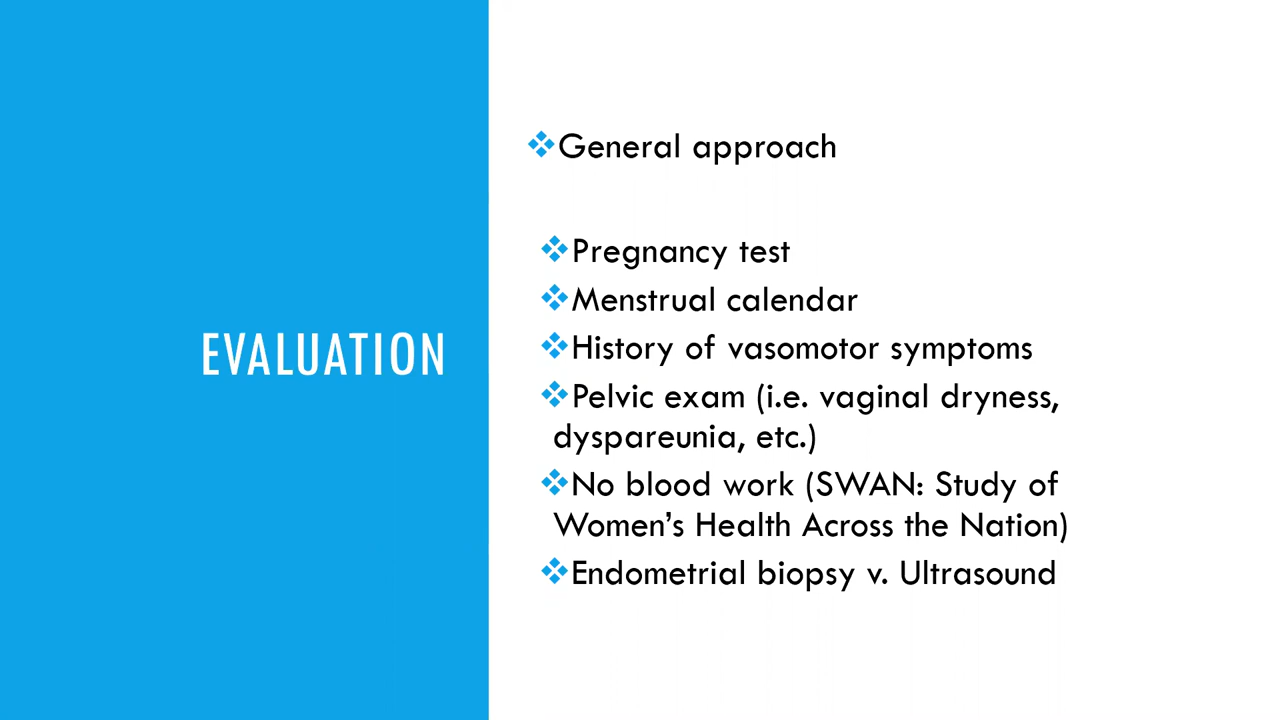 EVALUATION
❖General approach
❖Pregnancy test
❖Menstrual calendar
❖History of vasomotor symptoms
❖Pelvic exam (i.e. vaginal dryness,
dyspareunia, etc.)
❖No blood work (SWAN: Study of
Women’s Health Across the Nation)
❖Endometrial biopsy v. Ultrasound